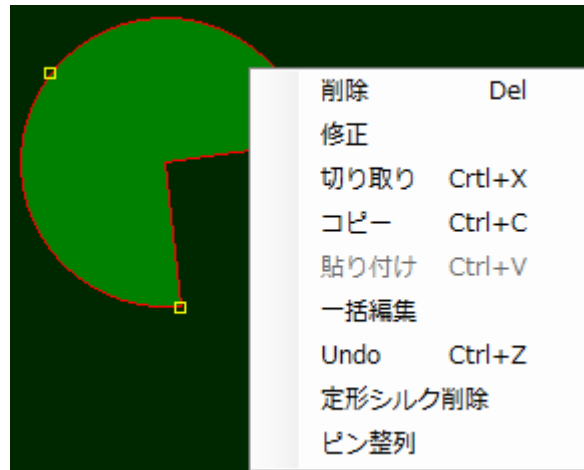 削除 Del
修正
切り取り Crtl+X
コピー Ctrl+C
貼り付け Ctrl+V
一括編集
Undo Ctrl+Z
定形シルク削除
ピン整列